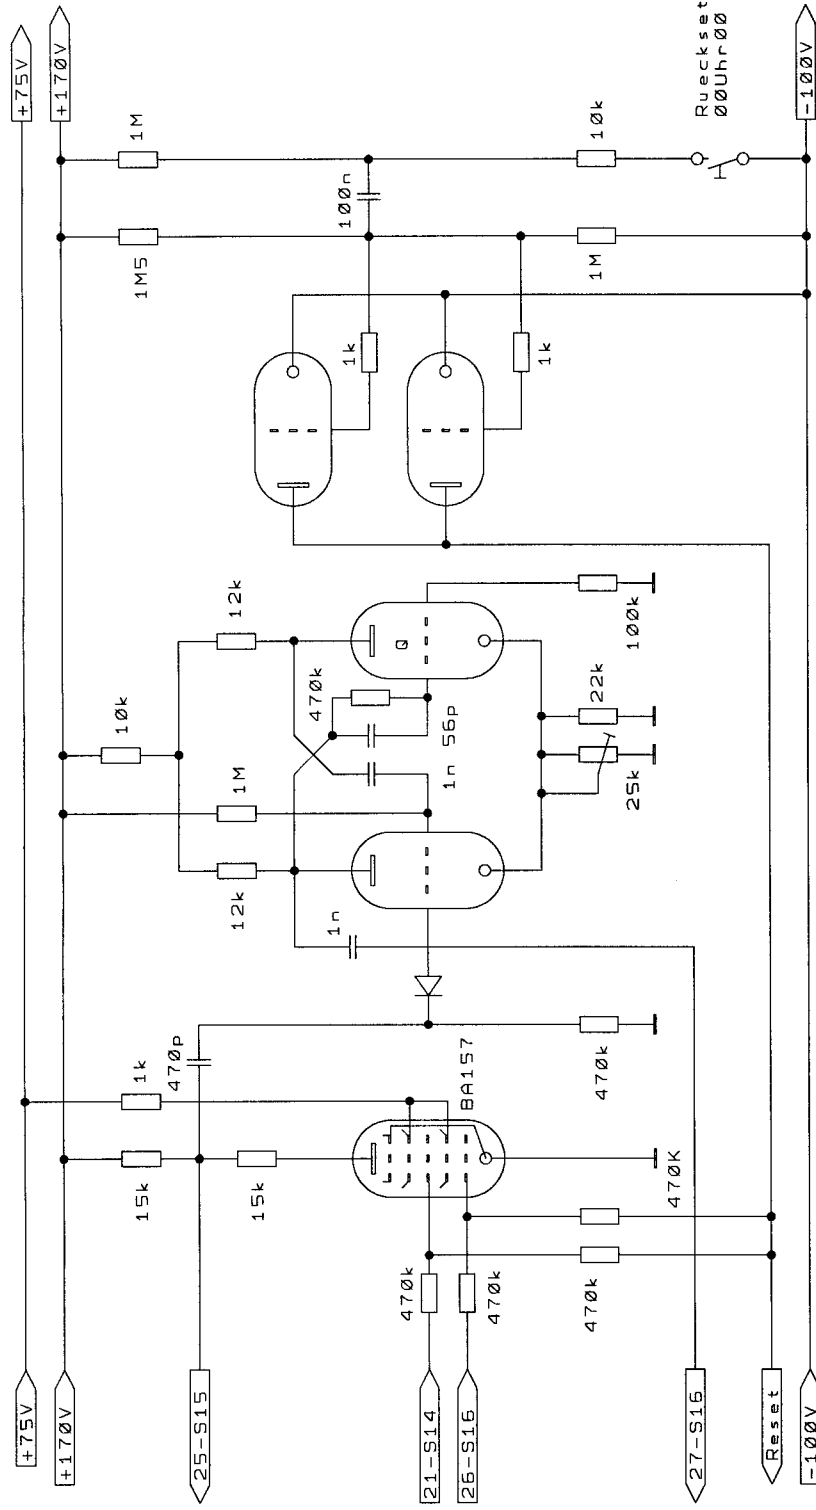 +75V
+170V
25-S15
21-S14
26-S16
27-S16
Reset
-100V
15k
15k
470k
470k
470k
470K
1k
470p
BA157
470k
1n
12k
10k
1M
12k
470k
56p
1n
25k
22k
100k
Q
1k
1k
1M5
1M
100n
1M
10k
Rueckset
00Uhr00
+75V
+170V
-100V